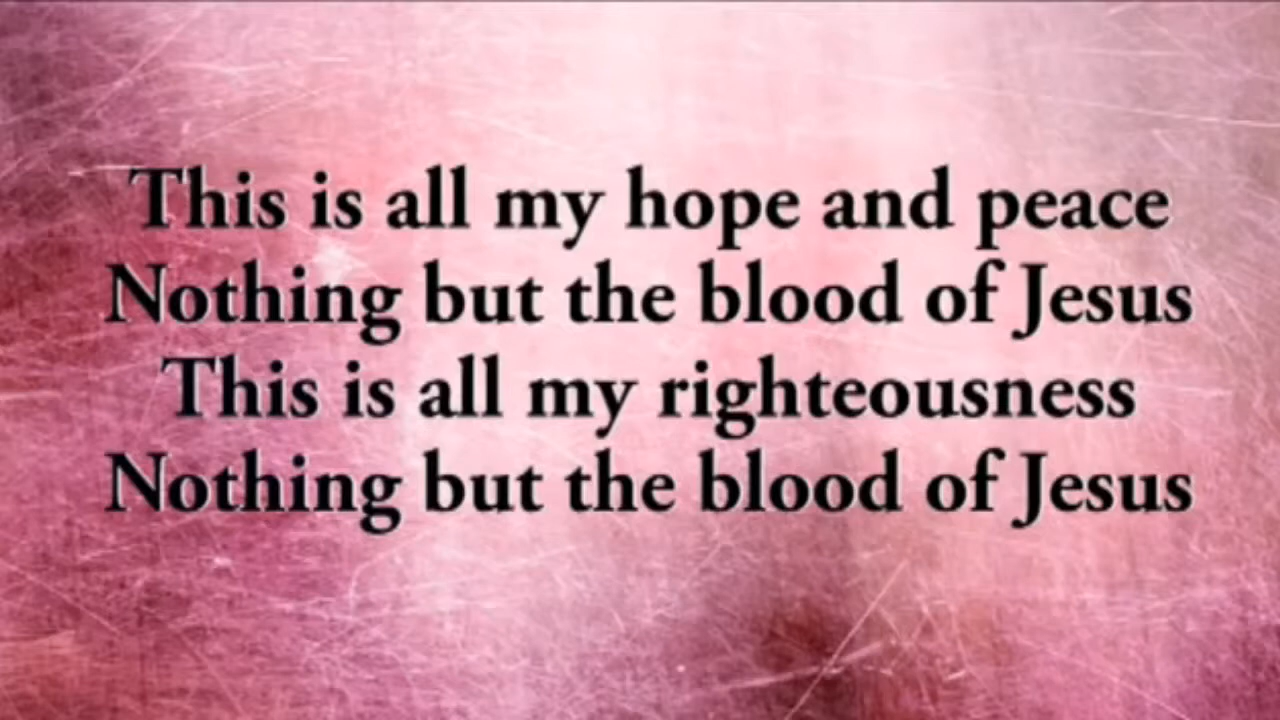 This is all my hope and peace
Nothing but the blood of Jesus
This is all my righteousness
Nothing but the blood of Jesus